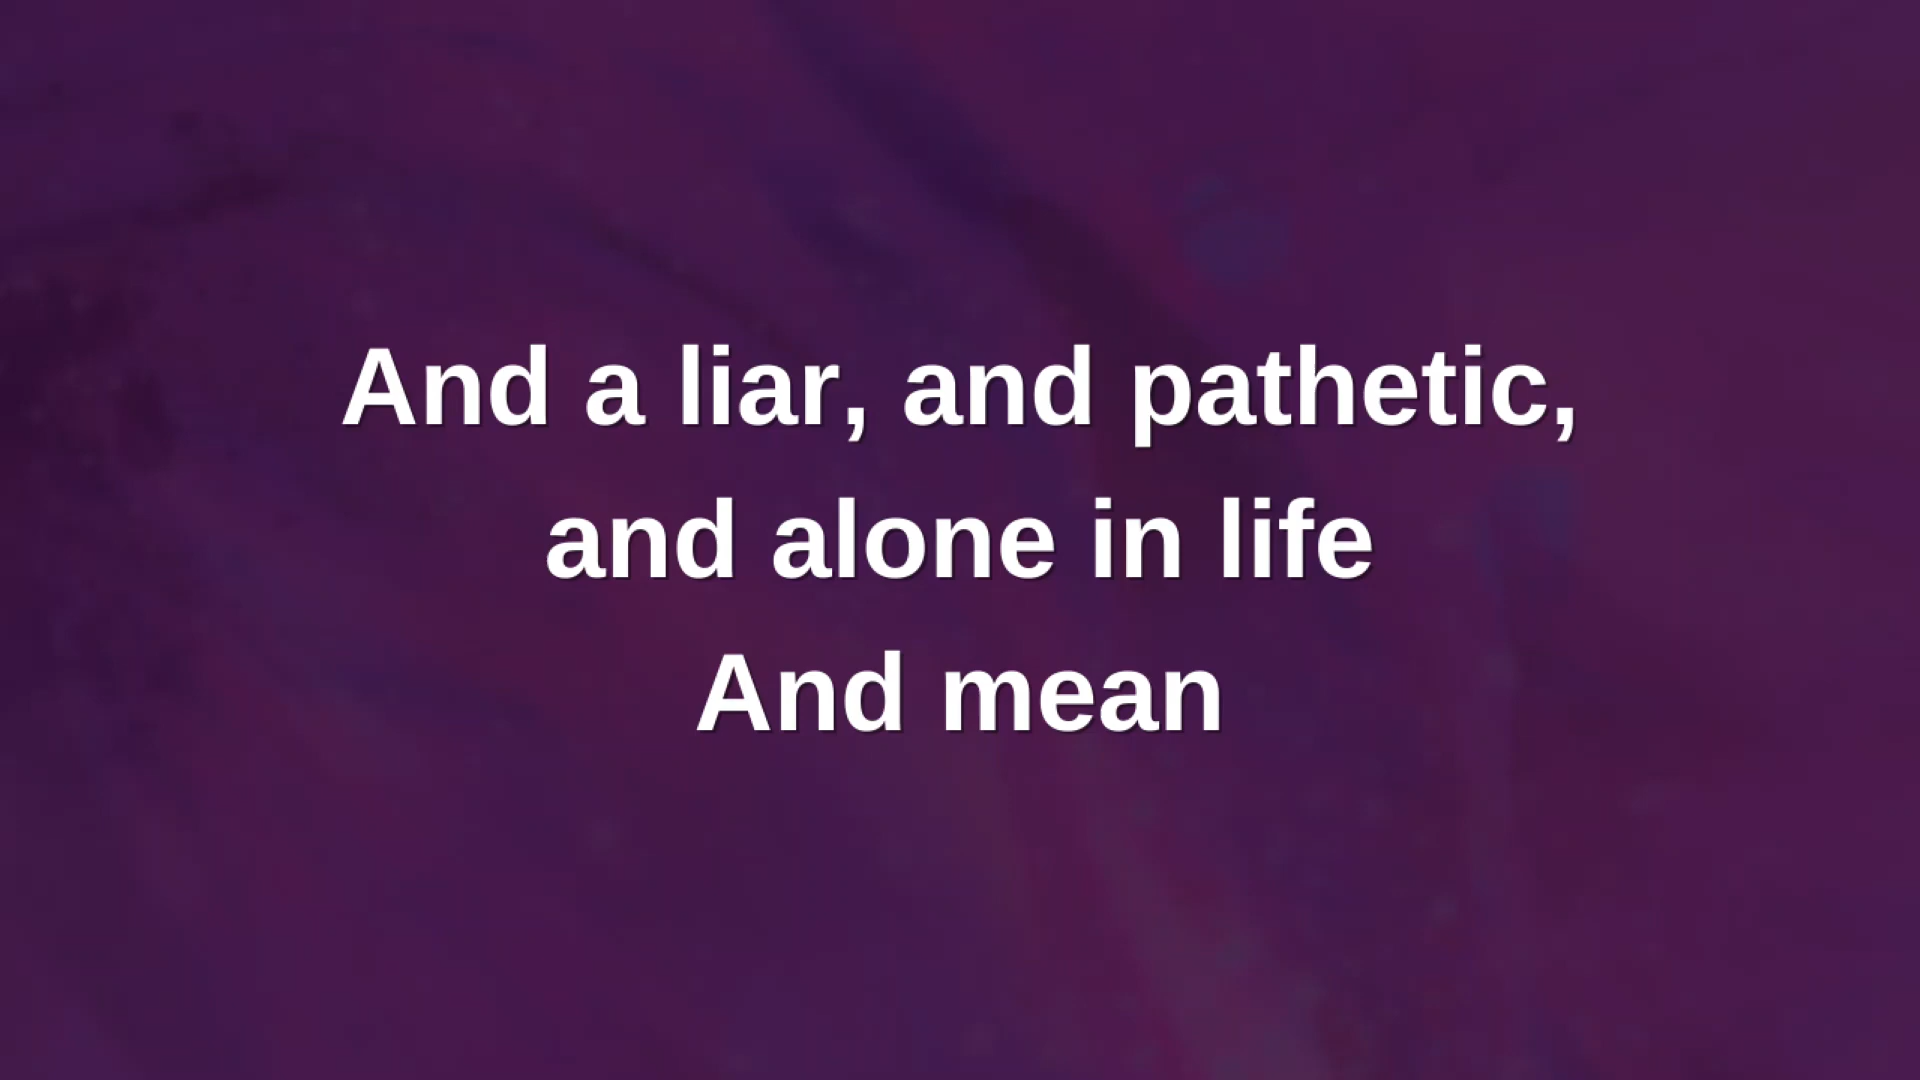 And a liar, and pathetic,
and alone in life
And mean